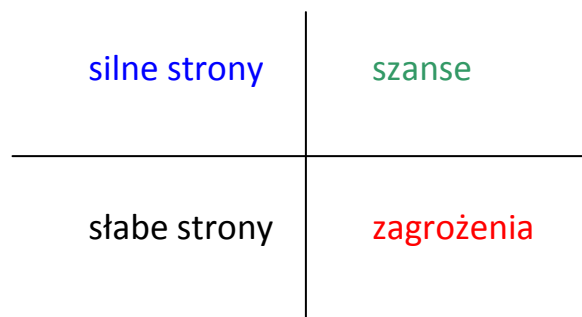 silne strony
szanse
słabe strony
zagrożenia